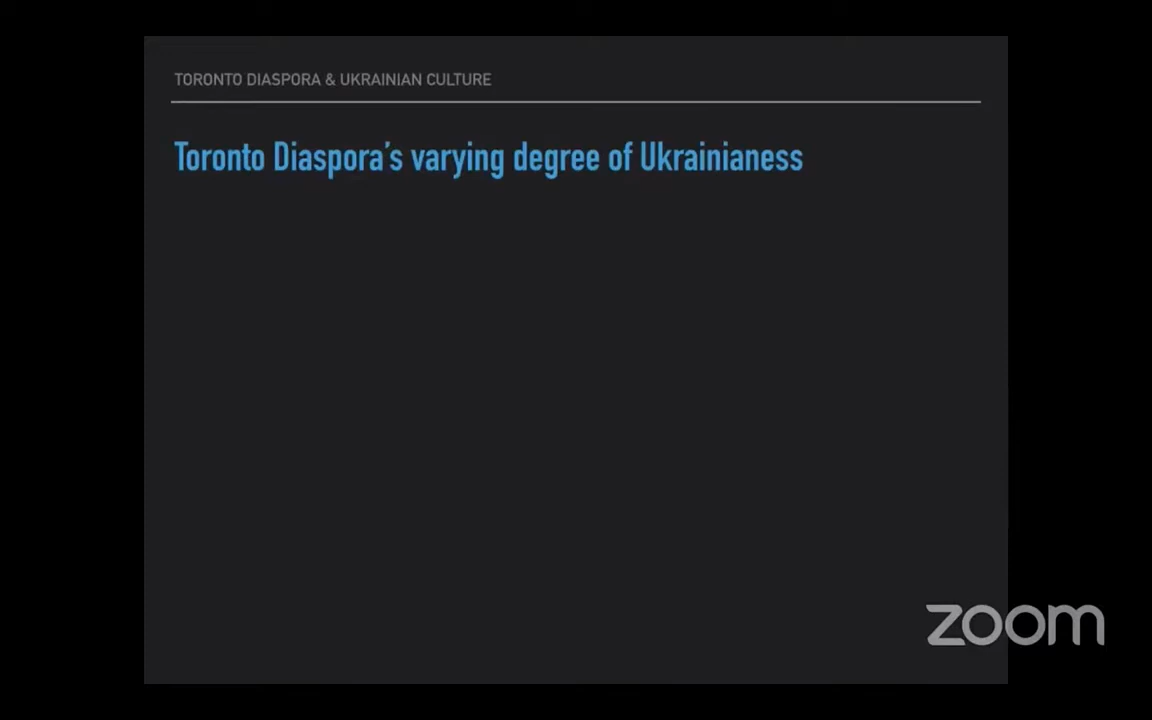 TORONTO DIASPORA & UKRAINIAN CULTURE
Toronto Diaspora's varying degree of Ukrainianess
zoom